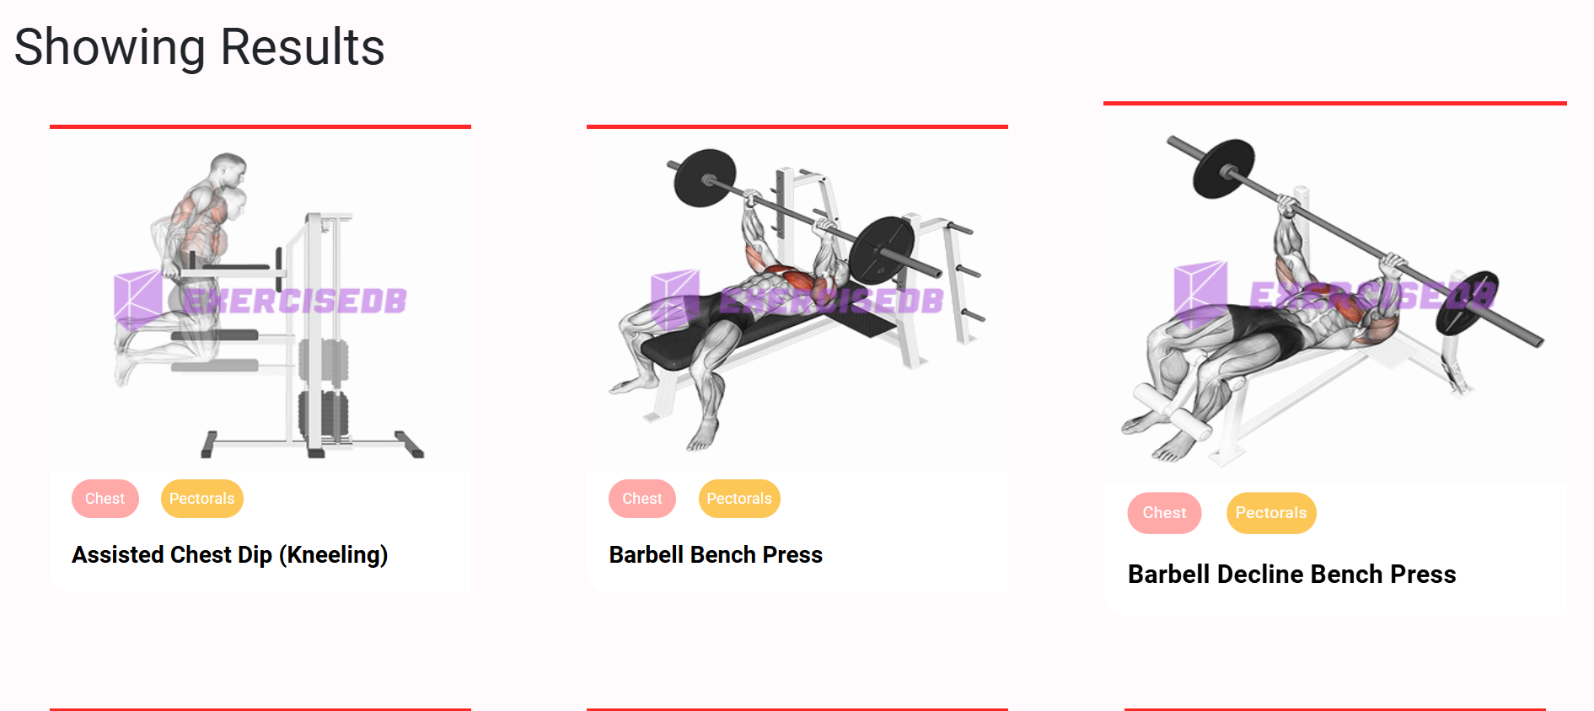 Showing Results
EXERCISEDB
EXERCISEDB
EXERCISEDB
Chest Pectorals
Chest Pectorals
Chest Pectorals
Assisted Chest Dip (Kneeling)
Barbell Bench Press
Barbell Decline Bench Press